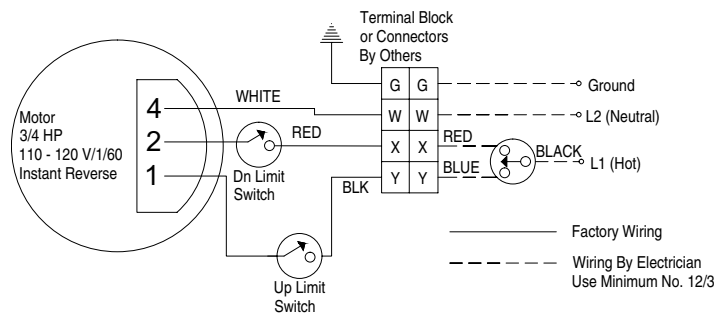 Terminal Block
or Connectors
By Others
G G Ground
WHITE
4
W W L2 (Neutral)
Motor
3/4 HP
110 - 120 V/1/60
Instant Reverse
2
RED
X X RED
BLACK
L1 (Hot)
1
Dn Limit
Switch
BLK
Y Y BLUE
Factory Wiring
Wiring By Electrician
Use Minimum No. 12/3
Up Limit
Switch